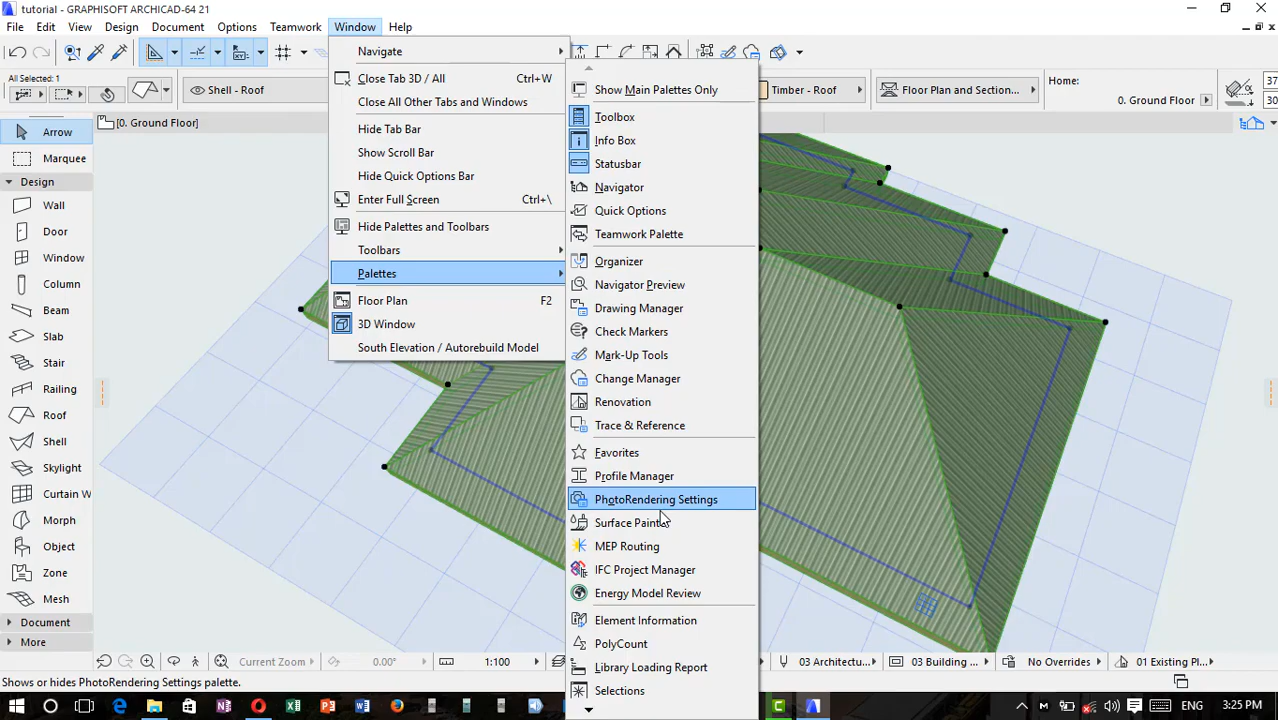 tutorial - GRAPHISOFT ARCHICAD-64 21
File Edit View Design Document Options Teamwork Window Help
All Selected: 1
Shell - Roof
Timber - Roof
Floor Plan and Section...
Home:
0. Ground Floor
37
30
[0. Ground Floor]
Arrow
Marquee
Design
Wall
Door
Window
Column
Beam
Slab
Stair
Railing
Roof
Shell
Skylight
Curtain W
Morph
Object
Zone
Mesh
Document
More
Navigate
Close Tab 3D / All Ctrl+W
Close All Other Tabs and Windows
Hide Tab Bar
Show Scroll Bar
Hide Quick Options Bar
Enter Full Screen Ctrl+\
Hide Palettes and Toolbars
Toolbars
Palettes
Floor Plan F2
3D Window
South Elevation / Autorebuild Model
Show Main Palettes Only
Toolbox
Info Box
Statusbar
Navigator
Quick Options
Teamwork Palette
Organizer
Navigator Preview
Drawing Manager
Check Markers
Mark-Up Tools
Change Manager
Renovation
Trace & Reference
Favorites
Profile Manager
PhotoRendering Settings
Surface Painter
MEP Routing
IFC Project Manager
Energy Model Review
Element Information
PolyCount
Library Loading Report
Selections
Current Zoom 0.00° 1:100 03 Architectu... 03 Building ... No Overrides 01 Existing Pl...
Shows or hides PhotoRendering Settings palette.
ENG 3:25 PM